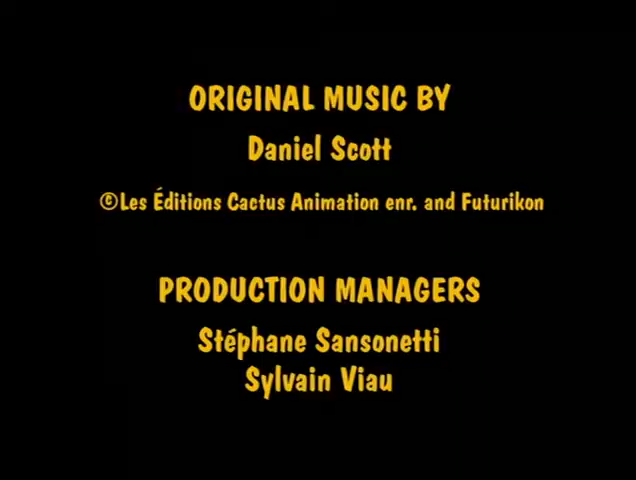 ORIGINAL MUSIC BY
Daniel Scott
©Les Éditions Cactus Animation enr. and Futurikon
PRODUCTION MANAGERS
Stéphane Sansonetti
Sylvain Viau